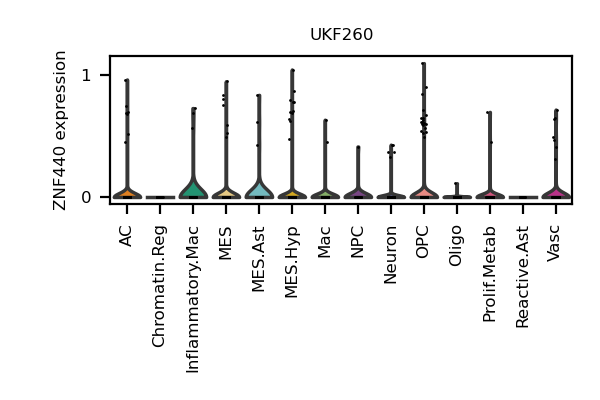 UKF260
ZNF440 expression
1
0
AC
Chromatin.Reg
Inflammatory.Mac
MES
MES.Ast
MES.Hyp
Mac
NPC
Neuron
OPC
Oligo
Prolif.Metab
Reactive.Ast
Vasc